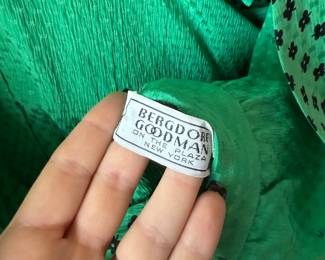 BERGDORF
GOODMAN
ON THE PLAZA
NEW YORK